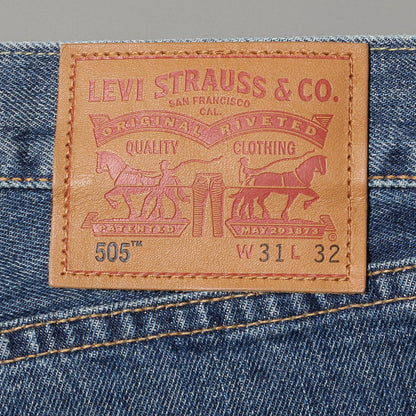 LEVI STRAUSS & CO.
SAN FRANCISCO
CAL.
ORIGINAL RIVETED
QUALITY CLOTHING
PATENTED MAY 20 1873
505™ W 31 L 32